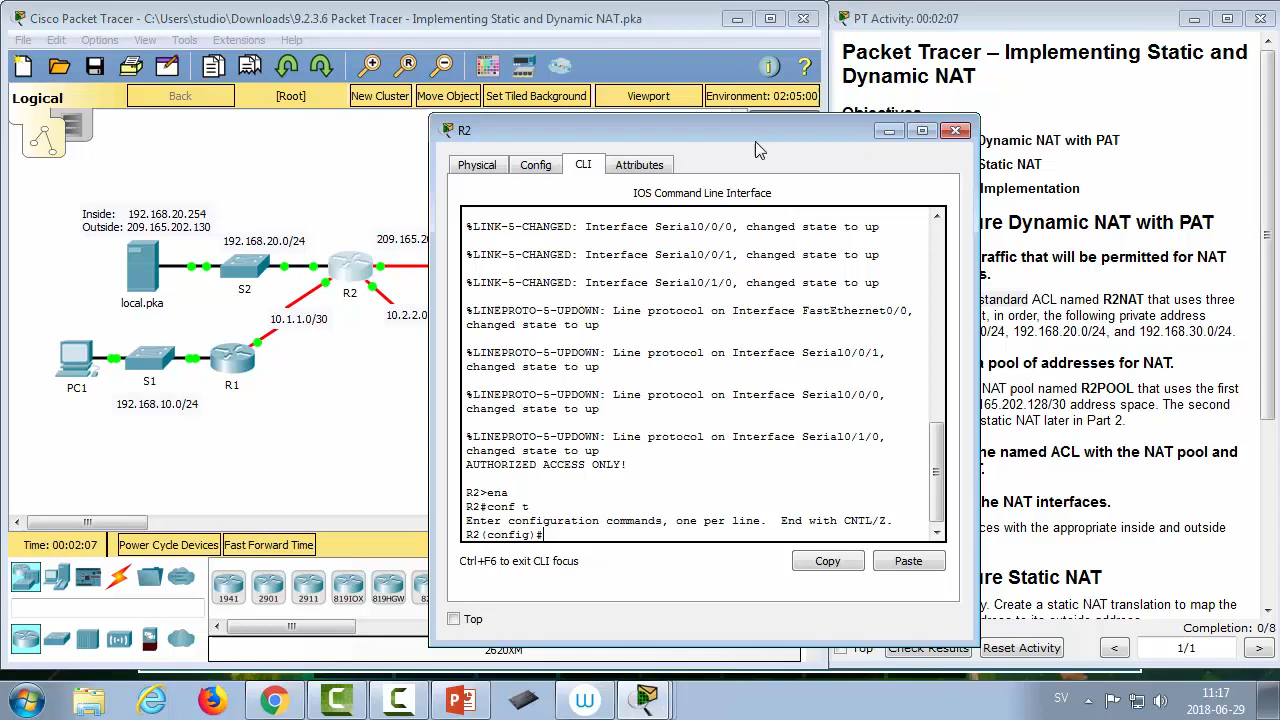 Cisco Packet Tracer - C:\Users\studio\Downloads\9.2.3.6 Packet Tracer - Implementing Static and Dynamic NAT.pka
File Edit Options View Tools Extensions Help
Logical
Back
[Root]
New Cluster
Move Object
Set Tiled Background
Viewport
Environment: 02:05:00
Inside: 192.168.20.254
Outside: 209.165.202.130
192.168.20.0/24
209.165.20
local.pka
S2
R2
10.1.1.0/30
10.2.2.0
PC1
S1
R1
192.168.10.0/24
R2
Physical
Config
CLI
Attributes
IOS Command Line Interface
%LINK-5-CHANGED: Interface Serial0/0/0, changed state to up
%LINK-5-CHANGED: Interface Serial0/0/1, changed state to up
%LINK-5-CHANGED: Interface Serial0/1/0, changed state to up
%LINEPROTO-5-UPDOWN: Line protocol on Interface FastEthernet0/0,
changed state to up
%LINEPROTO-5-UPDOWN: Line protocol on Interface Serial0/0/1,
changed state to up
%LINEPROTO-5-UPDOWN: Line protocol on Interface Serial0/0/0,
changed state to up
%LINEPROTO-5-UPDOWN: Line protocol on Interface Serial0/1/0,
changed state to up
AUTHORIZED ACCESS ONLY!
R2>ena
R2#conf t
Enter configuration commands, one per line. End with CNTL/Z.
R2(config)#
Ctrl+F6 to exit CLI focus
Copy
Paste
Top
PT Activity: 00:02:07
Packet Tracer – Implementing Static and
Dynamic NAT
Objectives
Dynamic NAT with PAT
Static NAT
Implementation
ure Dynamic NAT with PAT
raffic that will be permitted for NAT
s.
standard ACL named R2NAT that uses three
t, in order, the following private address
0/24, 192.168.20.0/24, and 192.168.30.0/24.
a pool of addresses for NAT.
NAT pool named R2POOL that uses the first
165.202.128/30 address space. The second
static NAT later in Part 2.
he named ACL with the NAT pool and
T.
he NAT interfaces.
ces with the appropriate inside and outside
ure Static NAT
y. Create a static NAT translation to map the
Completion: 0/8
Top
Check Results
Reset Activity
<
1/1
>
Time: 00:02:07
Power Cycle Devices
Fast Forward Time
1941
2901
2911
819IOX
819HGW
2620XM
SV
11:17
2018-06-29